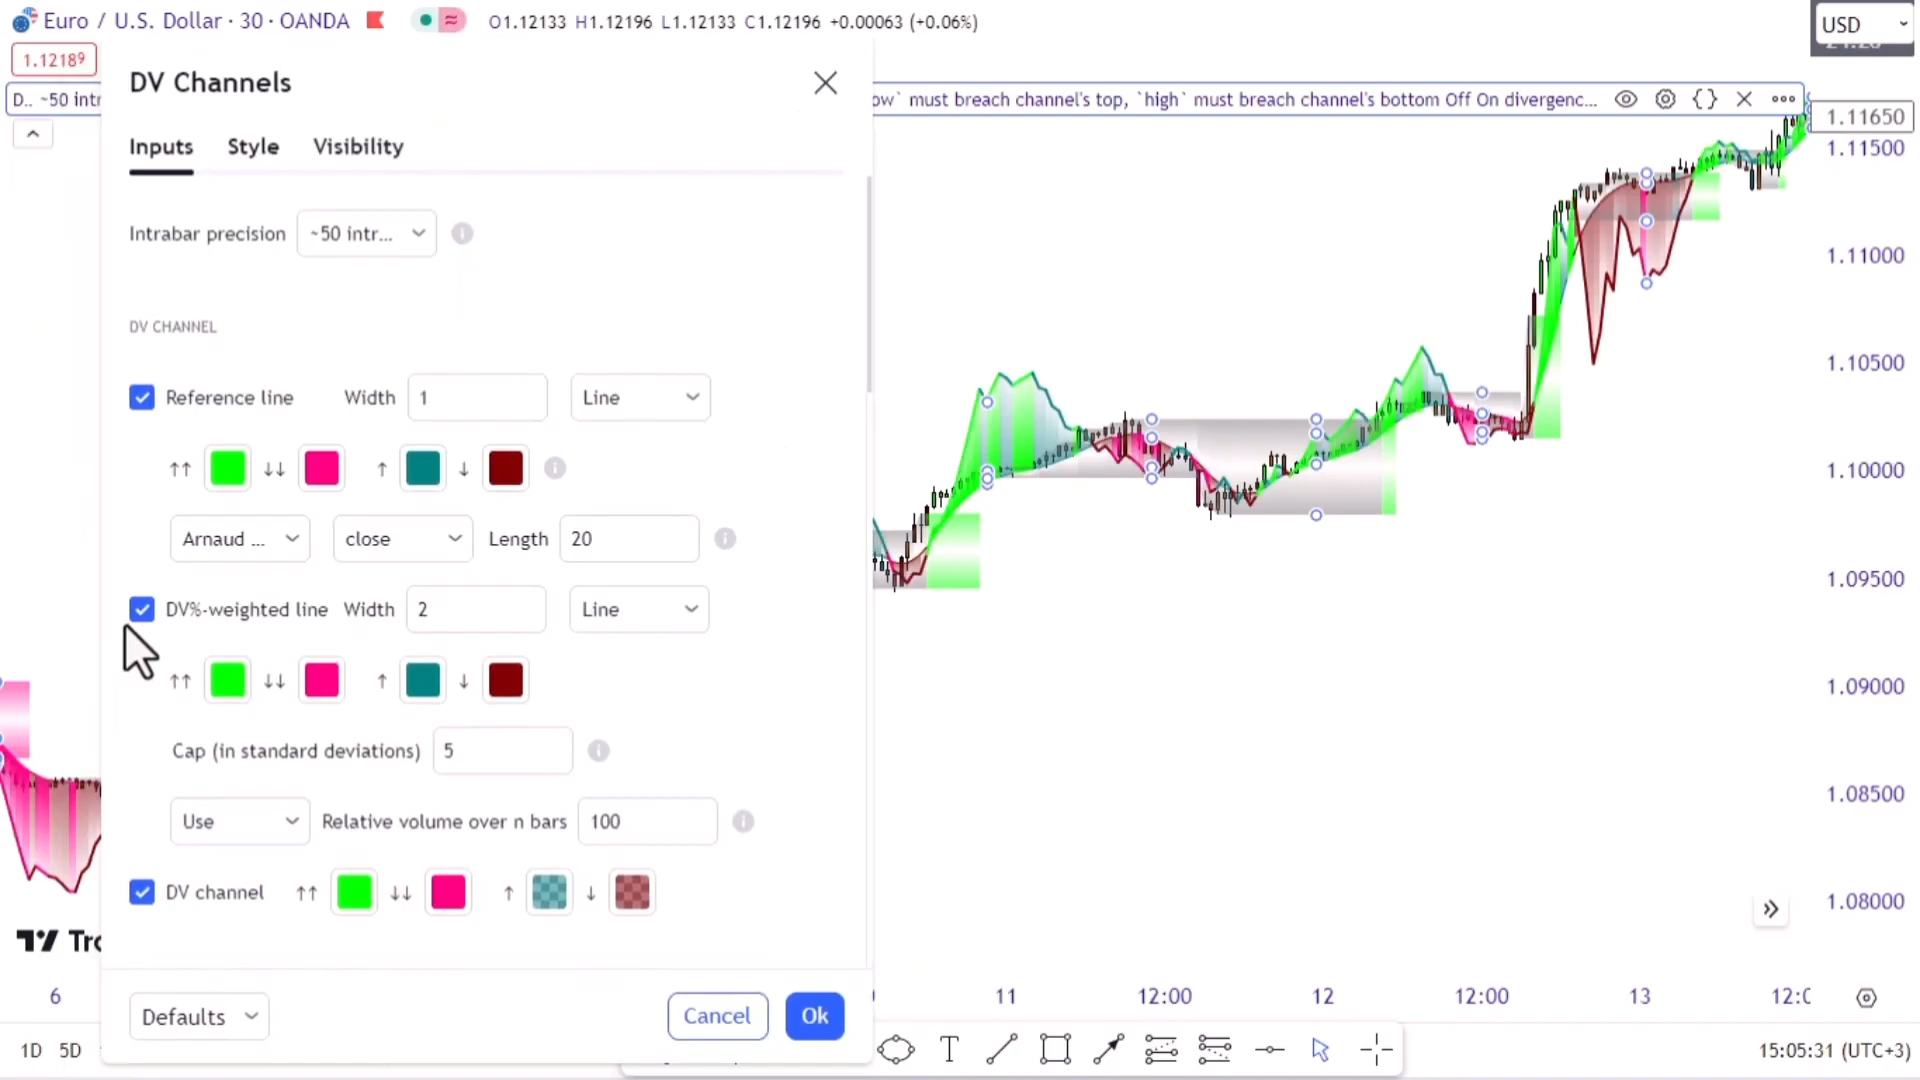 Euro / U.S. Dollar · 30 · OANDA O1.12133 H1.12196 L1.12133 C1.12196 +0.00063 (+0.06%)
USD
1.12189
DV Channels
D.. ~50 intr
ow` must breach channel's top, `high` must breach channel's bottom Off On divergenc...
1.11650
Inputs Style Visibility
1.11500
Intrabar precision ~50 intr...
1.11000
DV CHANNEL
1.10500
Reference line Width 1 Line
↑↑ ↓↓ ↑ ↓
1.10000
Arnaud ... close Length 20
1.09500
DV%-weighted line Width 2 Line
↑↑ ↓↓ ↑ ↓
1.09000
Cap (in standard deviations) 5
1.08500
Use Relative volume over n bars 100
DV channel ↑↑ ↓↓ ↑ ↓
1.08000
6 11 12:00 12 12:00 13
Defaults Cancel Ok
1D 5D
15:05:31 (UTC+3)